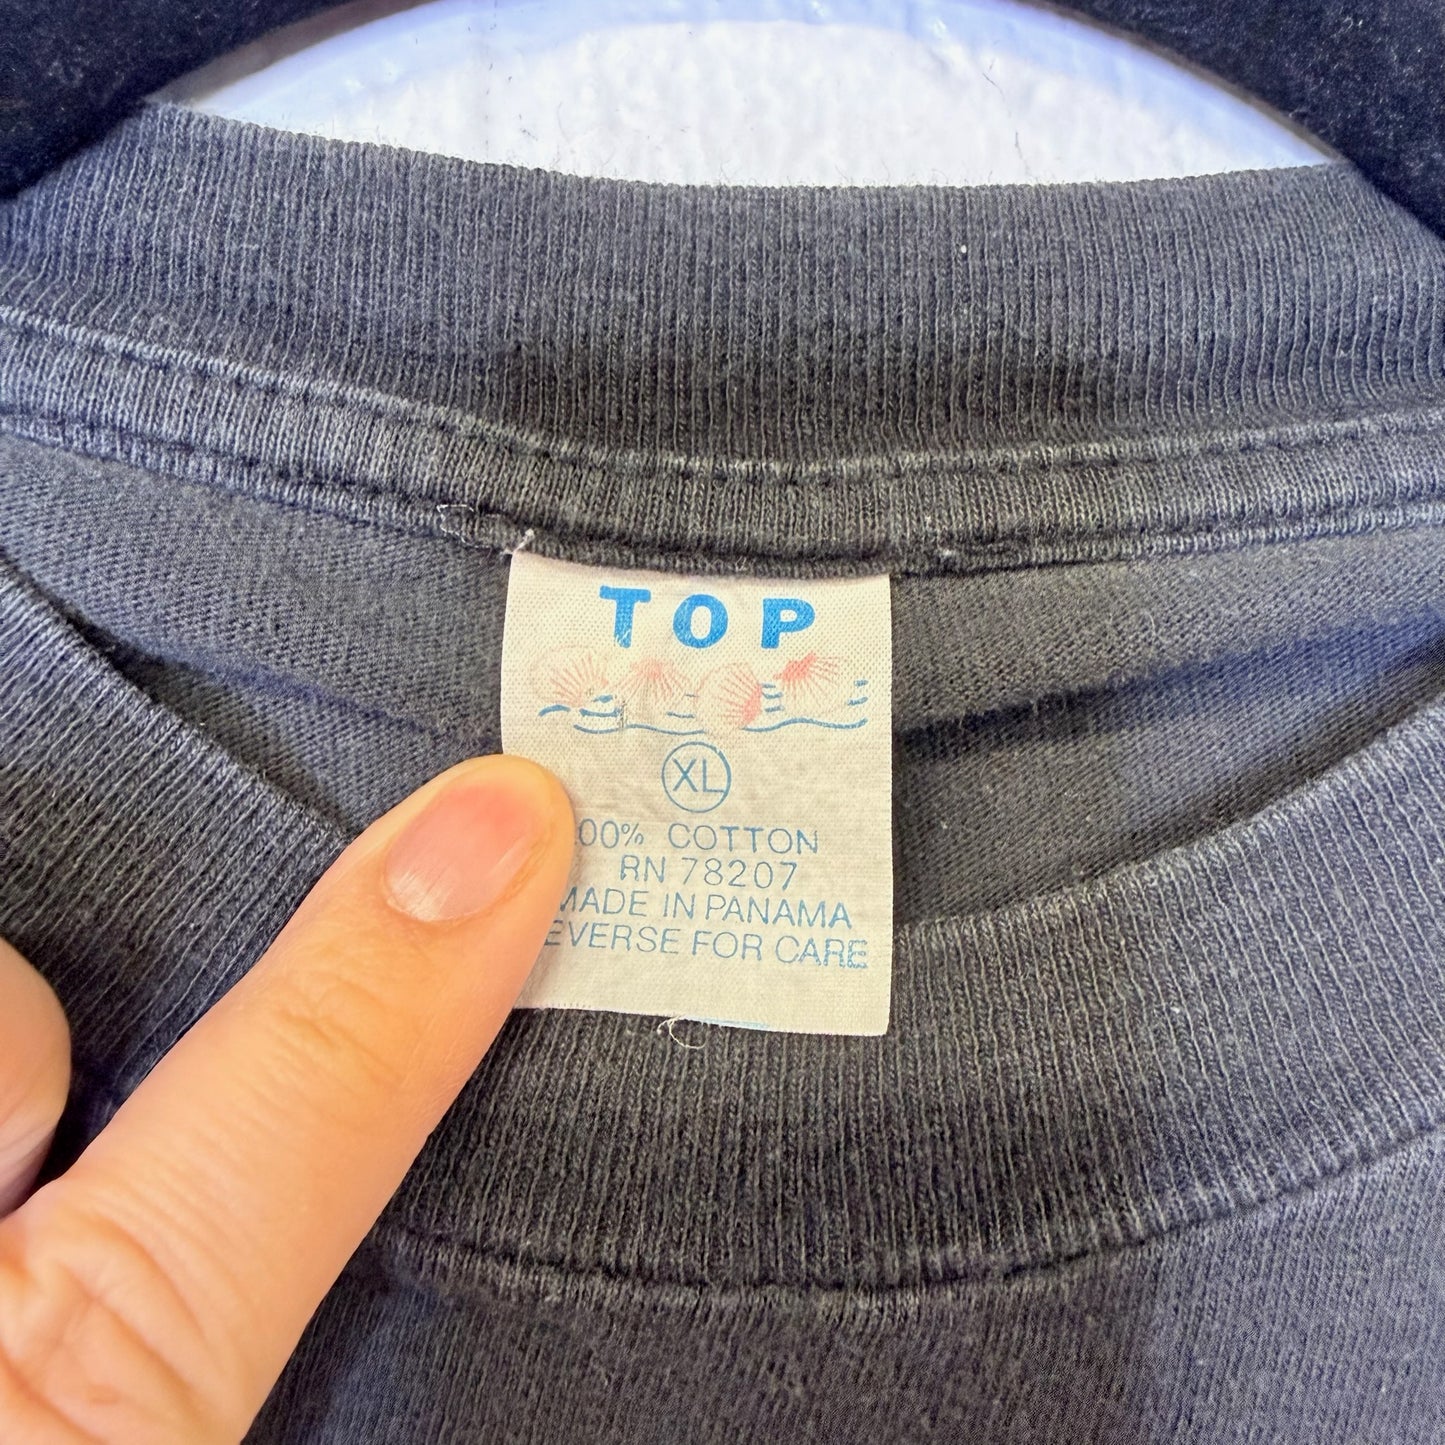 TOP
XL
00% COTTON
RN 78207
MADE IN PANAMA
EVERSE FOR CARE